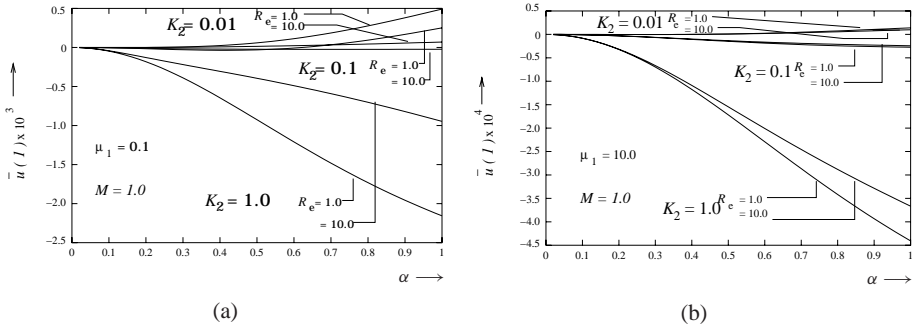 0.5
0
−0.5
−1.0
−1.5
−2.0
−2.5
0 0.1 0.2 0.3 0.4 0.5 0.6 0.7 0.8 0.9 1
K2 = 0.01
Re = 1.0
= 10.0
K2 = 0.1
Re = 1.0
= 10.0
μ1 = 0.1
M = 1.0
K2 = 1.0
Re = 1.0
= 10.0
ū(1) x 10³
α
(a)
0.5
0
−0.5
−1.0
−1.5
−2.0
−2.5
−3.0
−3.5
−4.0
−4.5
0 0.1 0.2 0.3 0.4 0.5 0.6 0.7 0.8 0.9 1
K2 = 0.01
Re = 1.0
= 10.0
K2 = 0.1
Re = 1.0
= 10.0
μ1 = 10.0
M = 1.0
K2 = 1.0
Re = 1.0
= 10.0
ū(1) x 10⁴
α
(b)